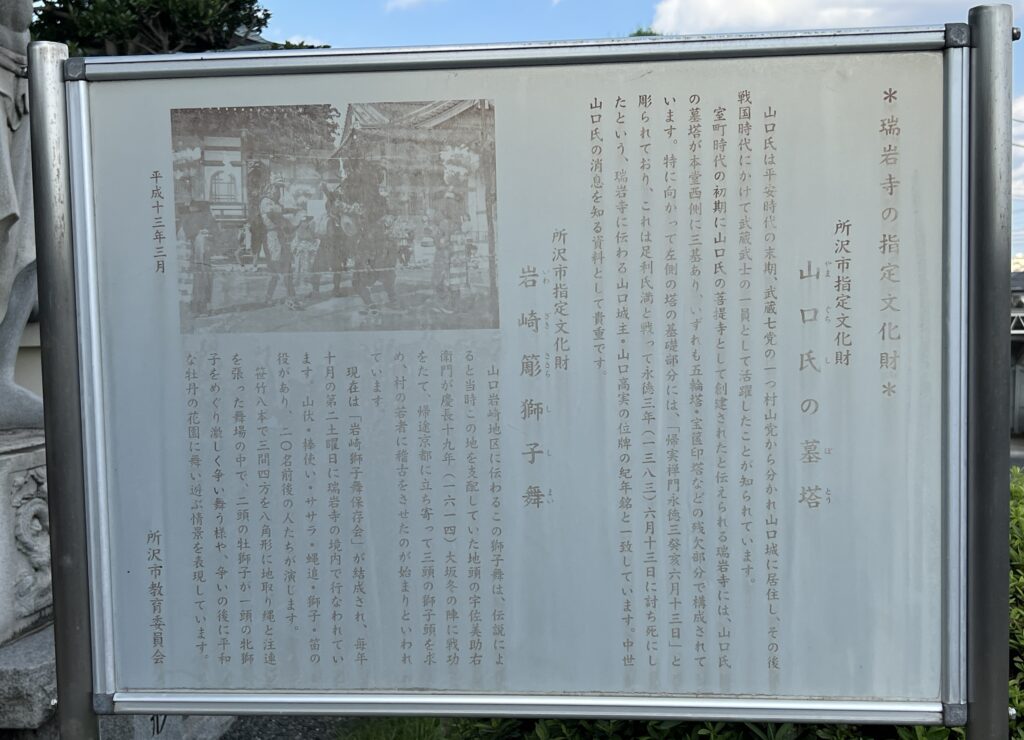 ＊瑞岩寺の指定文化財＊
所沢市指定文化財
山口氏の墓塔
やまぐちしのぼとう
山口氏は平安時代の末期、武蔵七党の一つ村山党から分かれ山口城に居住し、その後
戦国時代にかけて武蔵武士の一員として活躍したことが知られています。
室町時代の初期に山口氏の菩提寺として創建されたと伝えられる瑞岩寺には、山口氏
の墓塔が本堂西側に三基あり、いずれも五輪塔・宝篋印塔などの残欠部分で構成されて
います。特に向かって左側の塔の基礎部分には、「帰実禅門永徳三癸亥六月十三日」と
彫られており、これは足利氏満と戦って永徳三年（一三八三）六月十三日に討ち死にし
たという、瑞岩寺に伝わる山口城主・山口高実の位牌の紀年銘と一致しています。中世
山口氏の消息を知る資料として貴重です。
所沢市指定文化財
岩崎簓獅子舞
いわざきささらししまい
山口岩崎地区に伝わるこの獅子舞は、伝説によ
ると当時この地を支配していた地頭の宇佐美助右
衛門が慶長十九年（一六一四）大坂冬の陣に戦功
をたて、帰途京都に立ち寄って三頭の獅子頭を求
め、村の若者に稽古をさせたのが始まりといわれ
ています
現在は「岩崎獅子舞保存会」が結成され、毎年
十月の第二土曜日に瑞岩寺の境内で行なわれてい
ます。山伏・棒使い・ササラ・蝿追・獅子・笛の
役があり、二〇名前後の人たちが演じます。
笹竹八本で三間四方を八角形に地取り縄と注連
を張った舞場の中で、二頭の牡獅子が一頭の牝獅
子をめぐり激しく争い舞う様や、争いの後に平和
な牡丹の花園に舞い遊ぶ情景を表現しています。
平成十三年三月
所沢市教育委員会